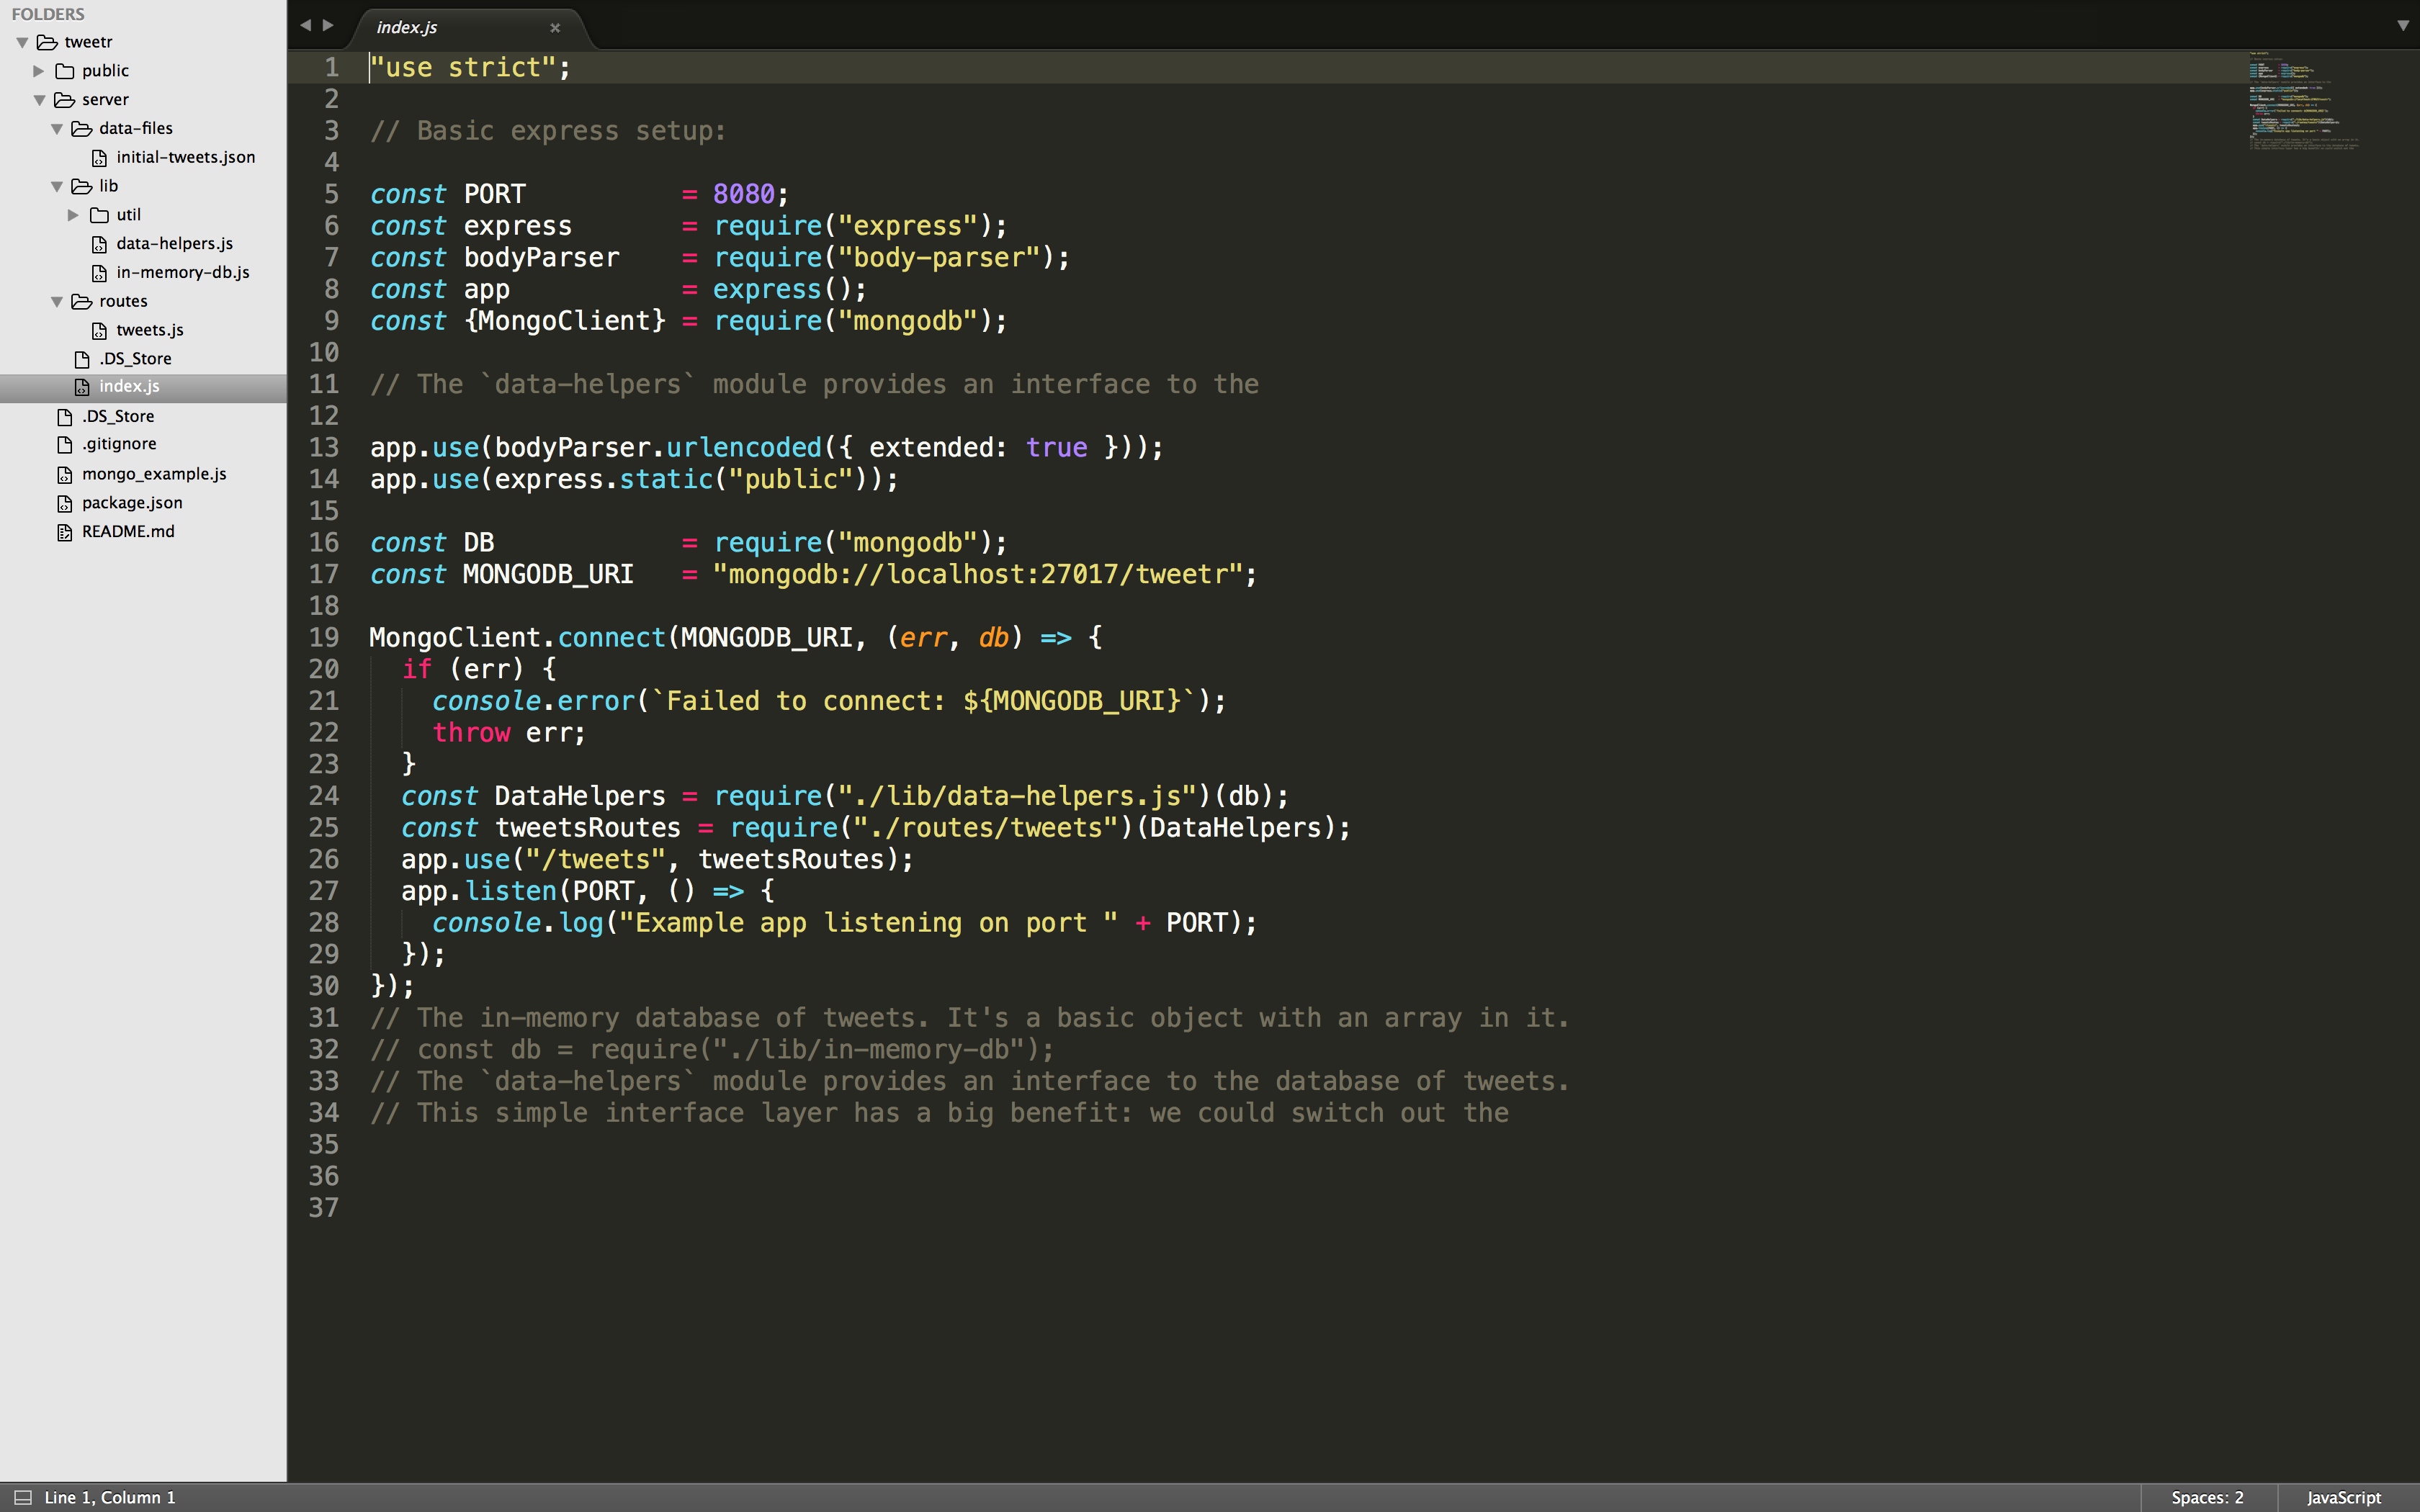 FOLDERS
tweetr
public
server
data-files
initial-tweets.json
lib
util
data-helpers.js
in-memory-db.js
routes
tweets.js
.DS_Store
index.js
.DS_Store
.gitignore
mongo_example.js
package.json
README.md
index.js
1 "use strict";
2
3 // Basic express setup:
4
5 const PORT          = 8080;
6 const express       = require("express");
7 const bodyParser    = require("body-parser");
8 const app           = express();
9 const {MongoClient} = require("mongodb");
10
11 // The `data-helpers` module provides an interface to the
12
13 app.use(bodyParser.urlencoded({ extended: true }));
14 app.use(express.static("public"));
15
16 const DB            = require("mongodb");
17 const MONGODB_URI   = "mongodb://localhost:27017/tweetr";
18
19 MongoClient.connect(MONGODB_URI, (err, db) => {
20   if (err) {
21     console.error(`Failed to connect: ${MONGODB_URI}`);
22     throw err;
23   }
24   const DataHelpers = require("./lib/data-helpers.js")(db);
25   const tweetsRoutes = require("./routes/tweets")(DataHelpers);
26   app.use("/tweets", tweetsRoutes);
27   app.listen(PORT, () => {
28     console.log("Example app listening on port " + PORT);
29   });
30 });
31 // The in-memory database of tweets. It's a basic object with an array in it.
32 // const db = require("./lib/in-memory-db");
33 // The `data-helpers` module provides an interface to the database of tweets.
34 // This simple interface layer has a big benefit: we could switch out the
35
36
37
Line 1, Column 1
Spaces: 2
JavaScript